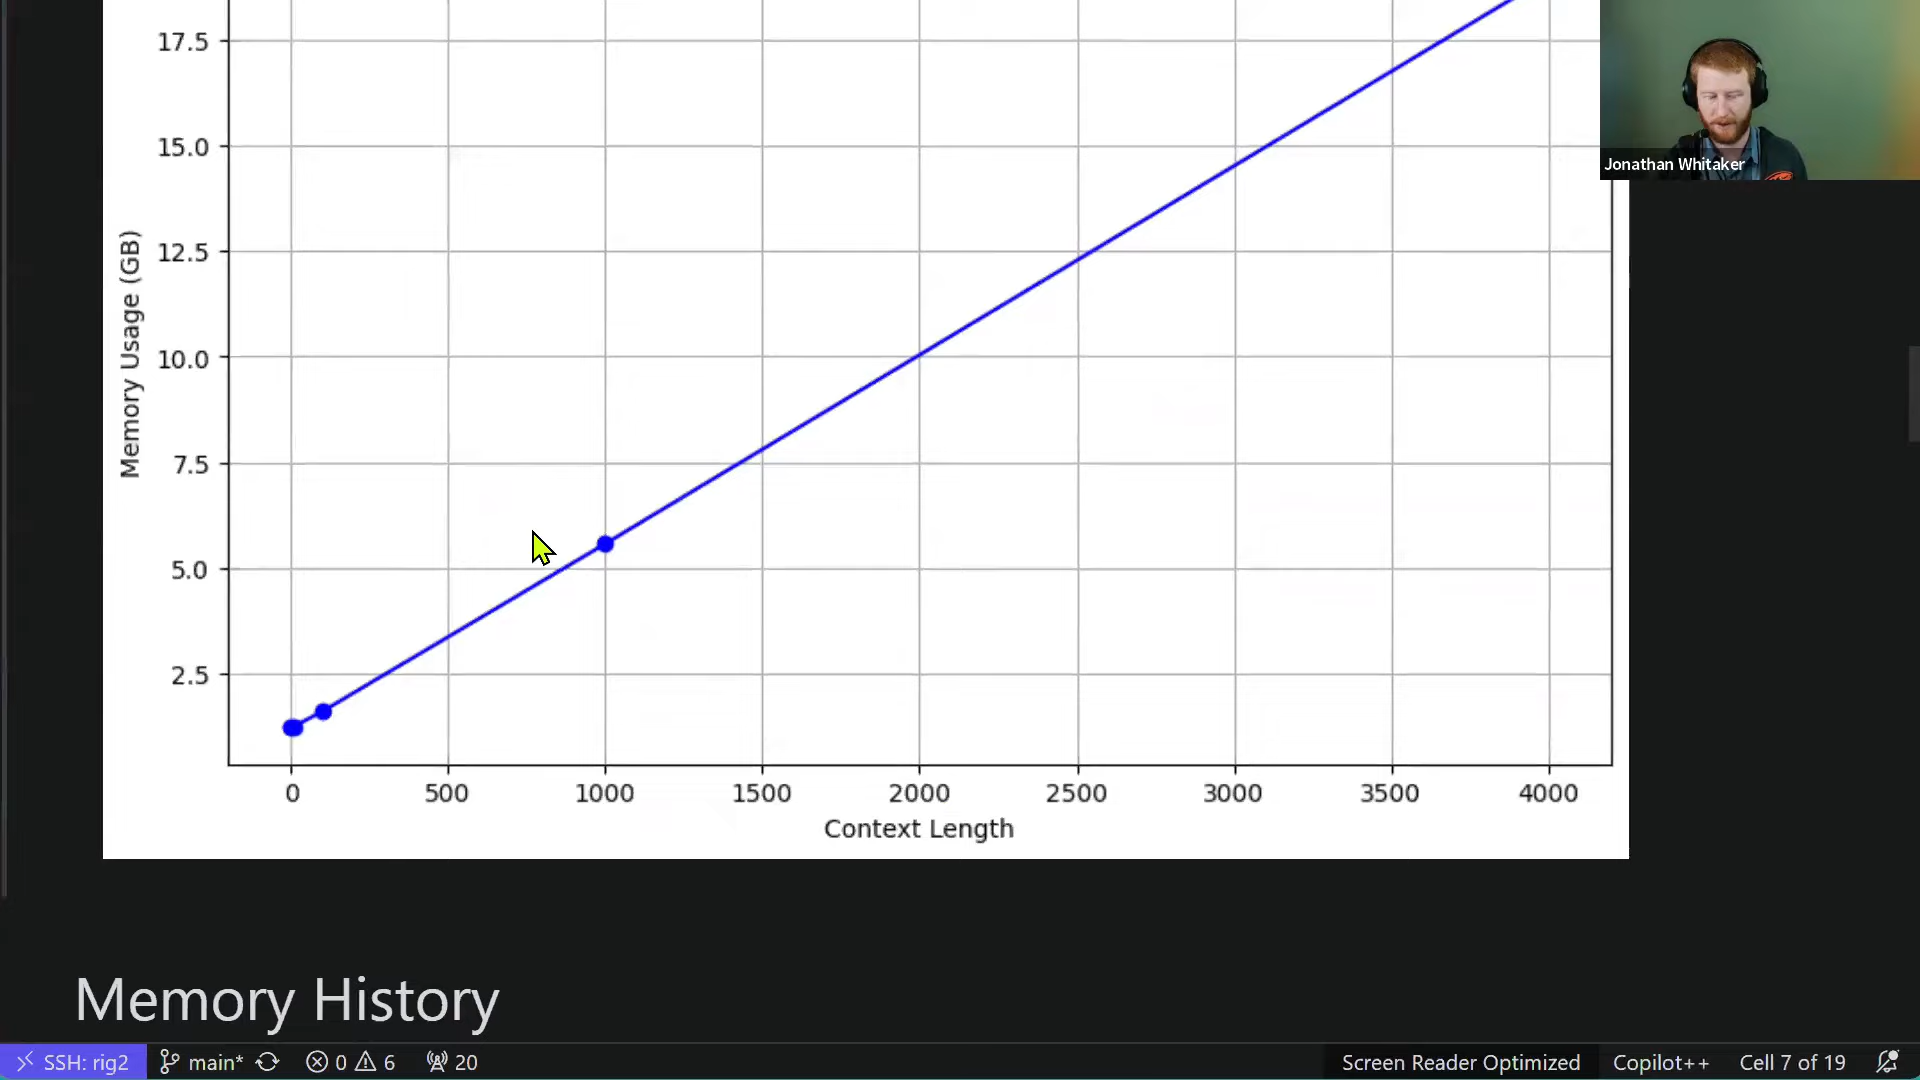 17.5
15.0
12.5
10.0
7.5
5.0
2.5
Memory Usage (GB)
0 500 1000 1500 2000 2500 3000 3500 4000
Context Length
Jonathan Whitaker
Memory History
SSH: rig2 main* 0 6 20 Screen Reader Optimized Copilot++ Cell 7 of 19